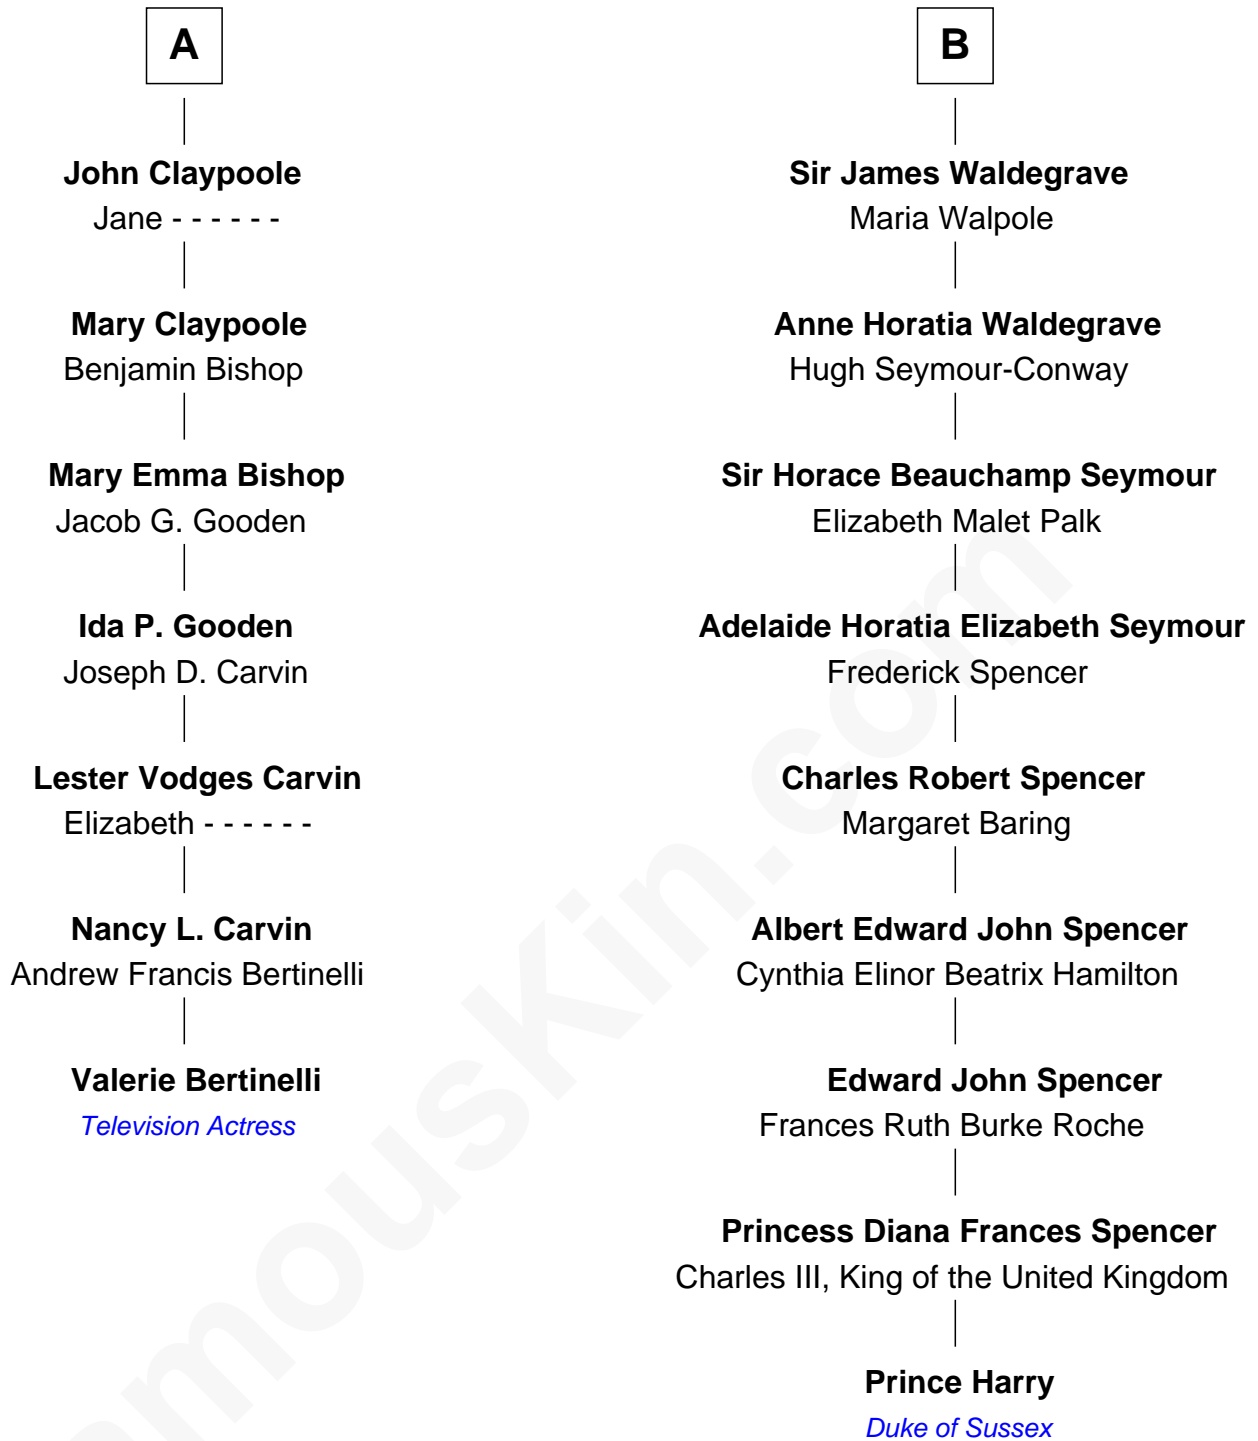 A
John Claypoole
Jane - - - - - -
Mary Claypoole
Benjamin Bishop
Mary Emma Bishop
Jacob G. Gooden
Ida P. Gooden
Joseph D. Carvin
Lester Vodges Carvin
Elizabeth - - - - - -
Nancy L. Carvin
Andrew Francis Bertinelli
Valerie Bertinelli
Television Actress
B
Sir James Waldegrave
Maria Walpole
Anne Horatia Waldegrave
Hugh Seymour-Conway
Sir Horace Beauchamp Seymour
Elizabeth Malet Palk
Adelaide Horatia Elizabeth Seymour
Frederick Spencer
Charles Robert Spencer
Margaret Baring
Albert Edward John Spencer
Cynthia Elinor Beatrix Hamilton
Edward John Spencer
Frances Ruth Burke Roche
Princess Diana Frances Spencer
Charles III, King of the United Kingdom
Prince Harry
Duke of Sussex
mousKin.com